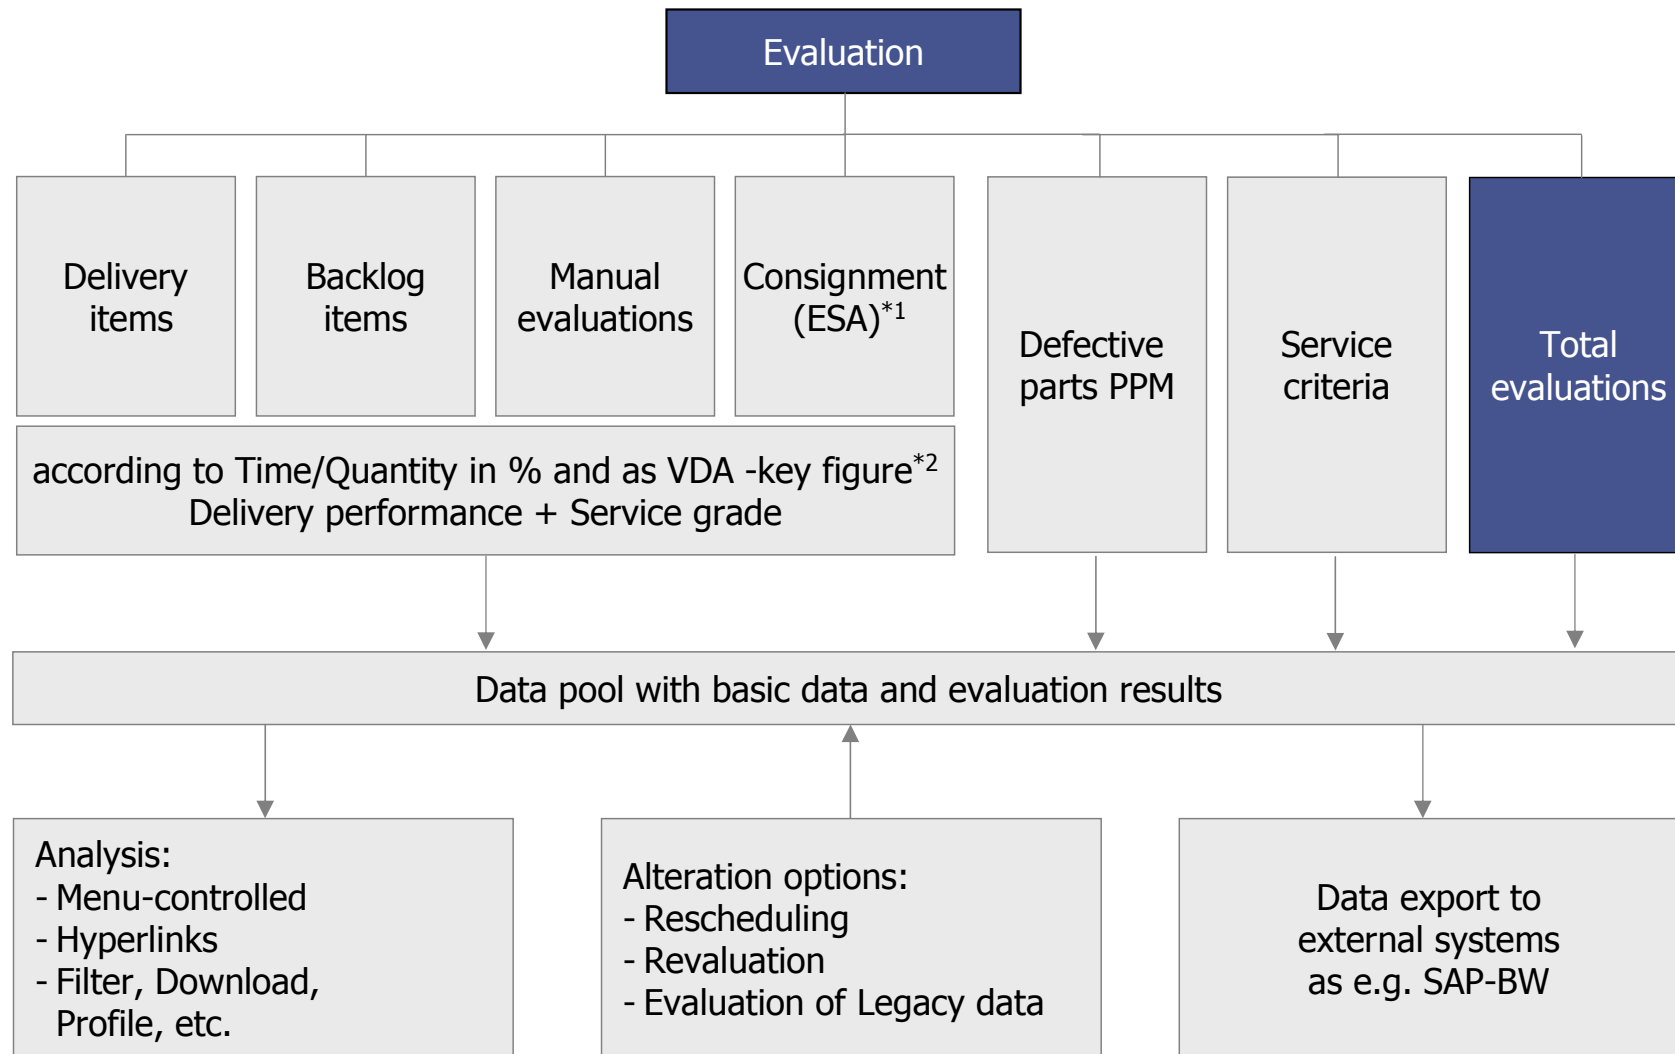 Evaluation
Delivery
items
Backlog
items
Manual
evaluations
Consignment
(ESA)*1
Defective
parts PPM
Service
criteria
Total
evaluations
according to Time/Quantity in % and as VDA -key figure*2
Delivery performance + Service grade
Data pool with basic data and evaluation results
Analysis:
- Menu-controlled
- Hyperlinks
- Filter, Download,
Profile, etc.
Alteration options:
- Rescheduling
- Revaluation
- Evaluation of Legacy data
Data export to
external systems
as e.g. SAP-BW